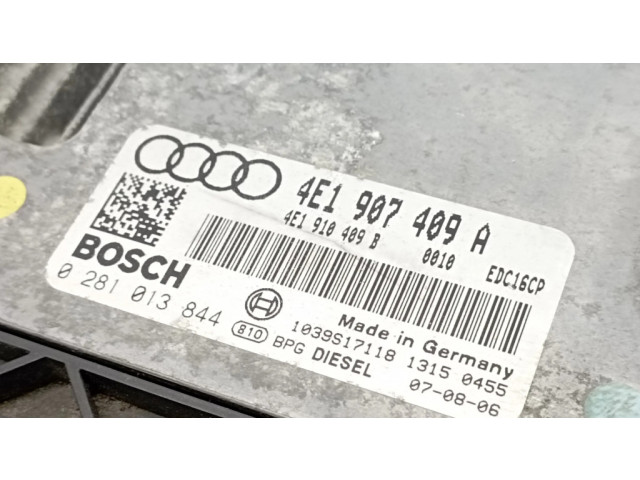 4E1 907 409 A
4E1 910 409 B 0010 EDC16CP
BOSCH
0 281 013 844
Made in Germany
1039S17118 1315 0455
810 BPG DIESEL 07-08-06